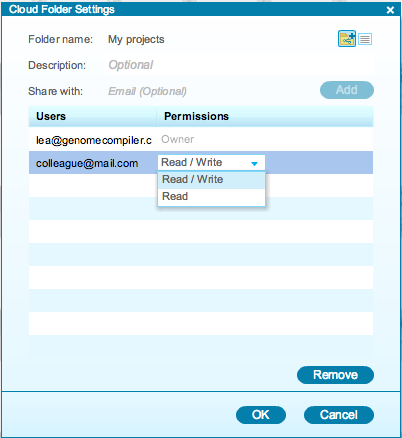 Cloud Folder Settings
Folder name: My projects
Description: Optional
Share with: Email (Optional) Add
Users Permissions
lea@genomecompiler.c Owner
colleague@mail.com Read / Write
Read / Write
Read
Remove
OK Cancel